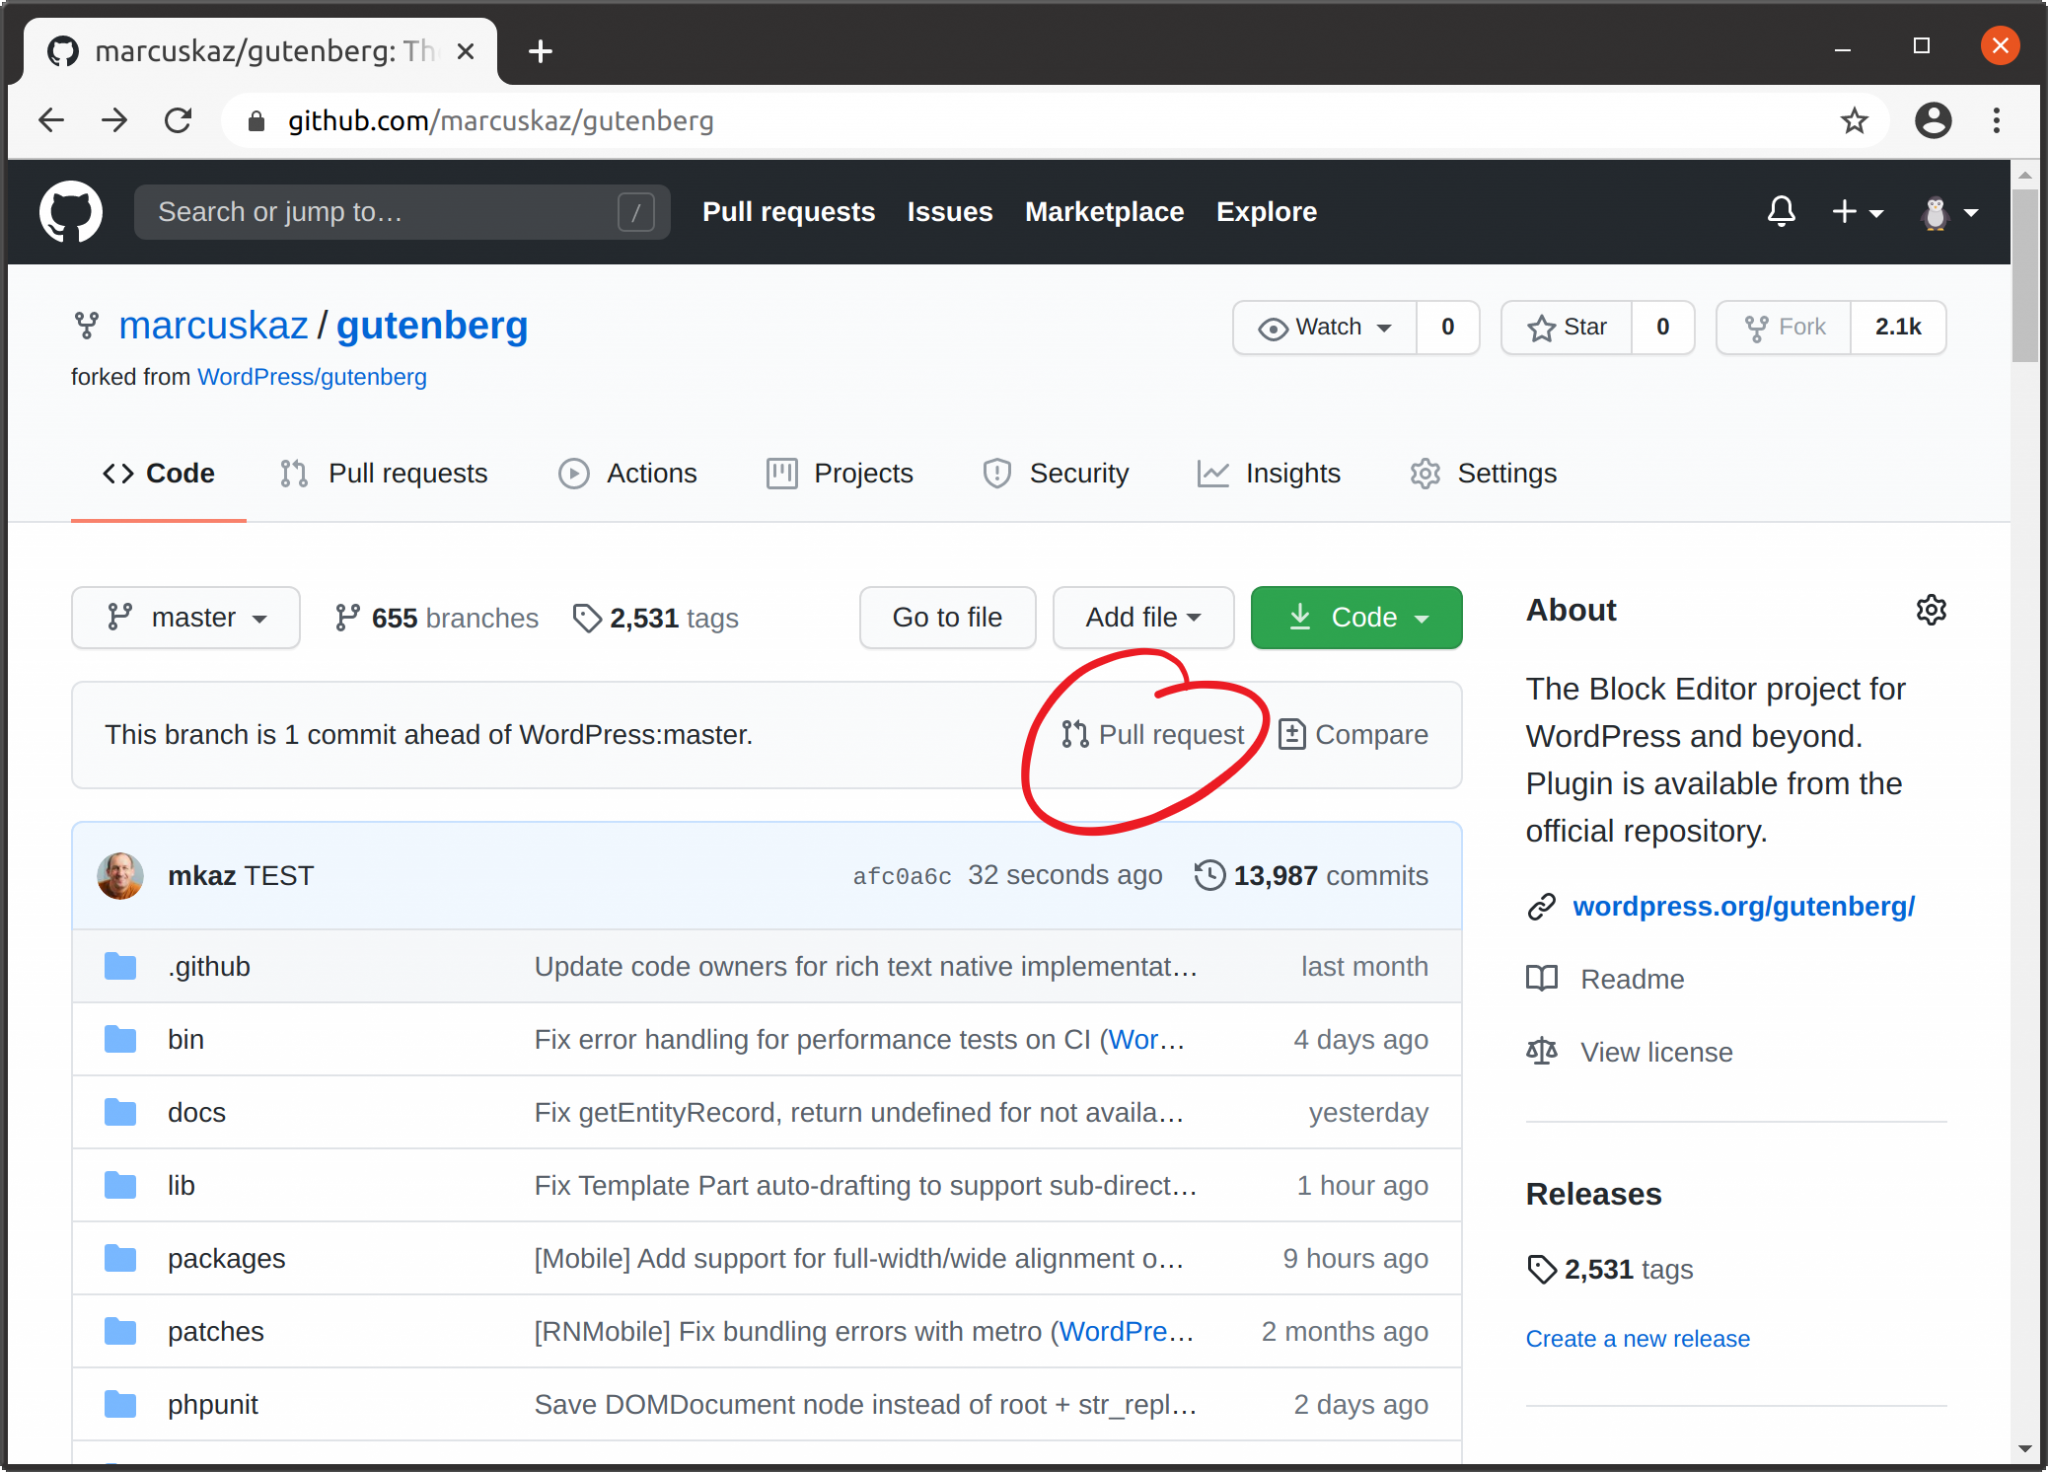 marcuskaz/gutenberg: Th
github.com/marcuskaz/gutenberg
Search or jump to… / Pull requests Issues Marketplace Explore
marcuskaz / gutenberg Watch 0 Star 0 Fork 2.1k
forked from WordPress/gutenberg
Code Pull requests Actions Projects Security Insights Settings
master 655 branches 2,531 tags Go to file Add file Code
This branch is 1 commit ahead of WordPress:master. Pull request Compare
mkaz TEST afc0a6c 32 seconds ago 13,987 commits
.github Update code owners for rich text native implementat… last month
bin Fix error handling for performance tests on CI (Wor… 4 days ago
docs Fix getEntityRecord, return undefined for not availa… yesterday
lib Fix Template Part auto-drafting to support sub-direct… 1 hour ago
packages [Mobile] Add support for full-width/wide alignment o… 9 hours ago
patches [RNMobile] Fix bundling errors with metro (WordPre… 2 months ago
phpunit Save DOMDocument node instead of root + str_repl… 2 days ago
About
The Block Editor project for
WordPress and beyond.
Plugin is available from the
official repository.
wordpress.org/gutenberg/
Readme
View license
Releases
2,531 tags
Create a new release